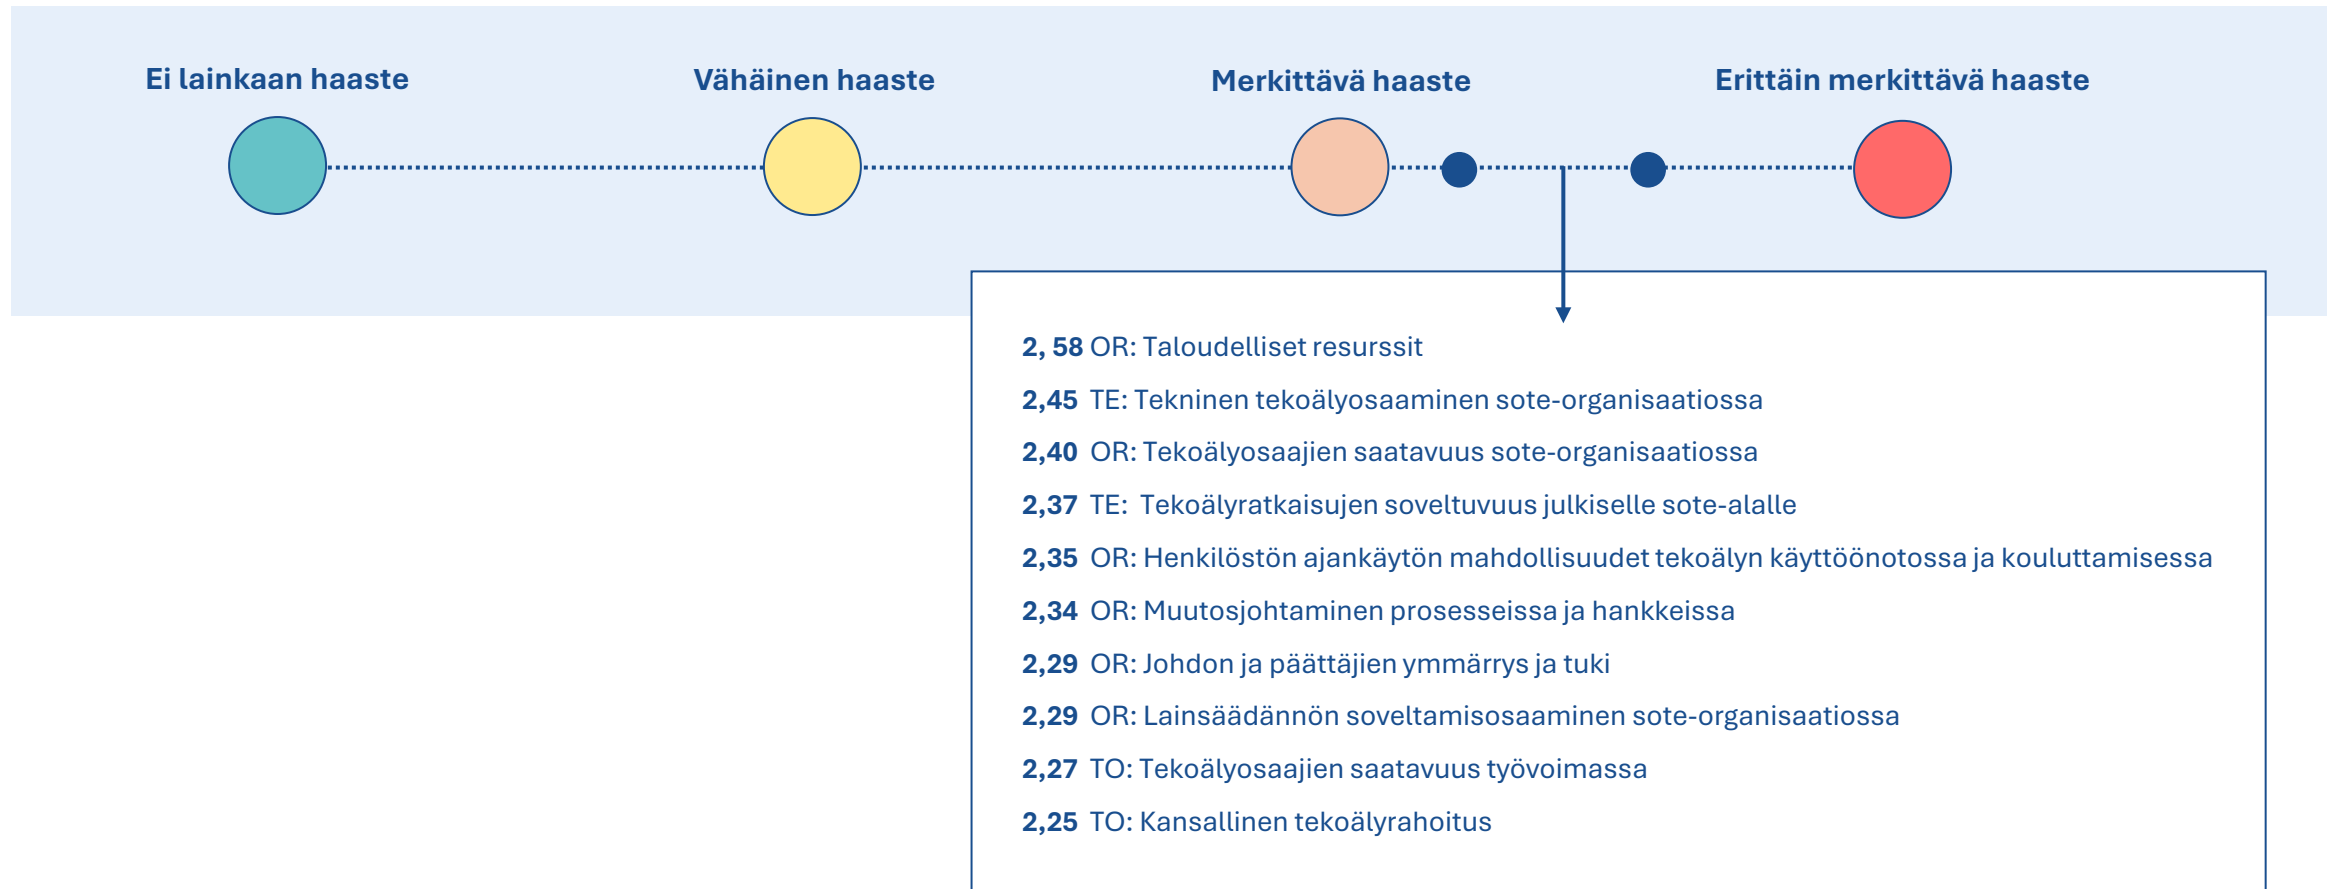 Ei lainkaan haaste
Vähäinen haaste
Merkittävä haaste
Erittäin merkittävä haaste
2, 58 OR: Taloudelliset resurssit
2,45 TE: Tekninen tekoälyosaaminen sote-organisaatiossa
2,40 OR: Tekoälyosaajien saatavuus sote-organisaatiossa
2,37 TE: Tekoälyratkaisujen soveltuvuus julkiselle sote-alalle
2,35 OR: Henkilöstön ajankäytön mahdollisuudet tekoälyn käyttöönotossa ja kouluttamisessa
2,34 OR: Muutosjohtaminen prosesseissa ja hankkeissa
2,29 OR: Johdon ja päättäjien ymmärrys ja tuki
2,29 OR: Lainsäädännön soveltamisosaaminen sote-organisaatiossa
2,27 TO: Tekoälyosaajien saatavuus työvoimassa
2,25 TO: Kansallinen tekoälyrahoitus